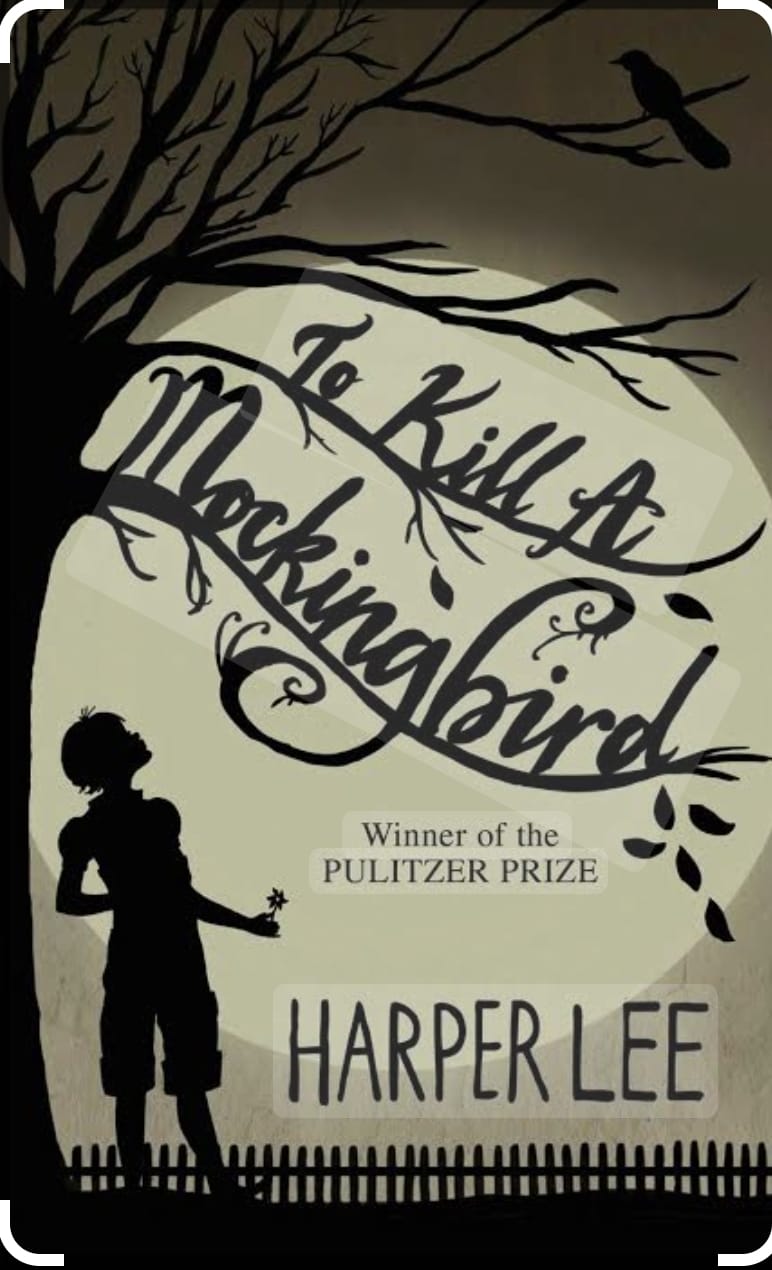 To Kill A
Mockingbird
Winner of the
PULITZER PRIZE
HARPER LEE